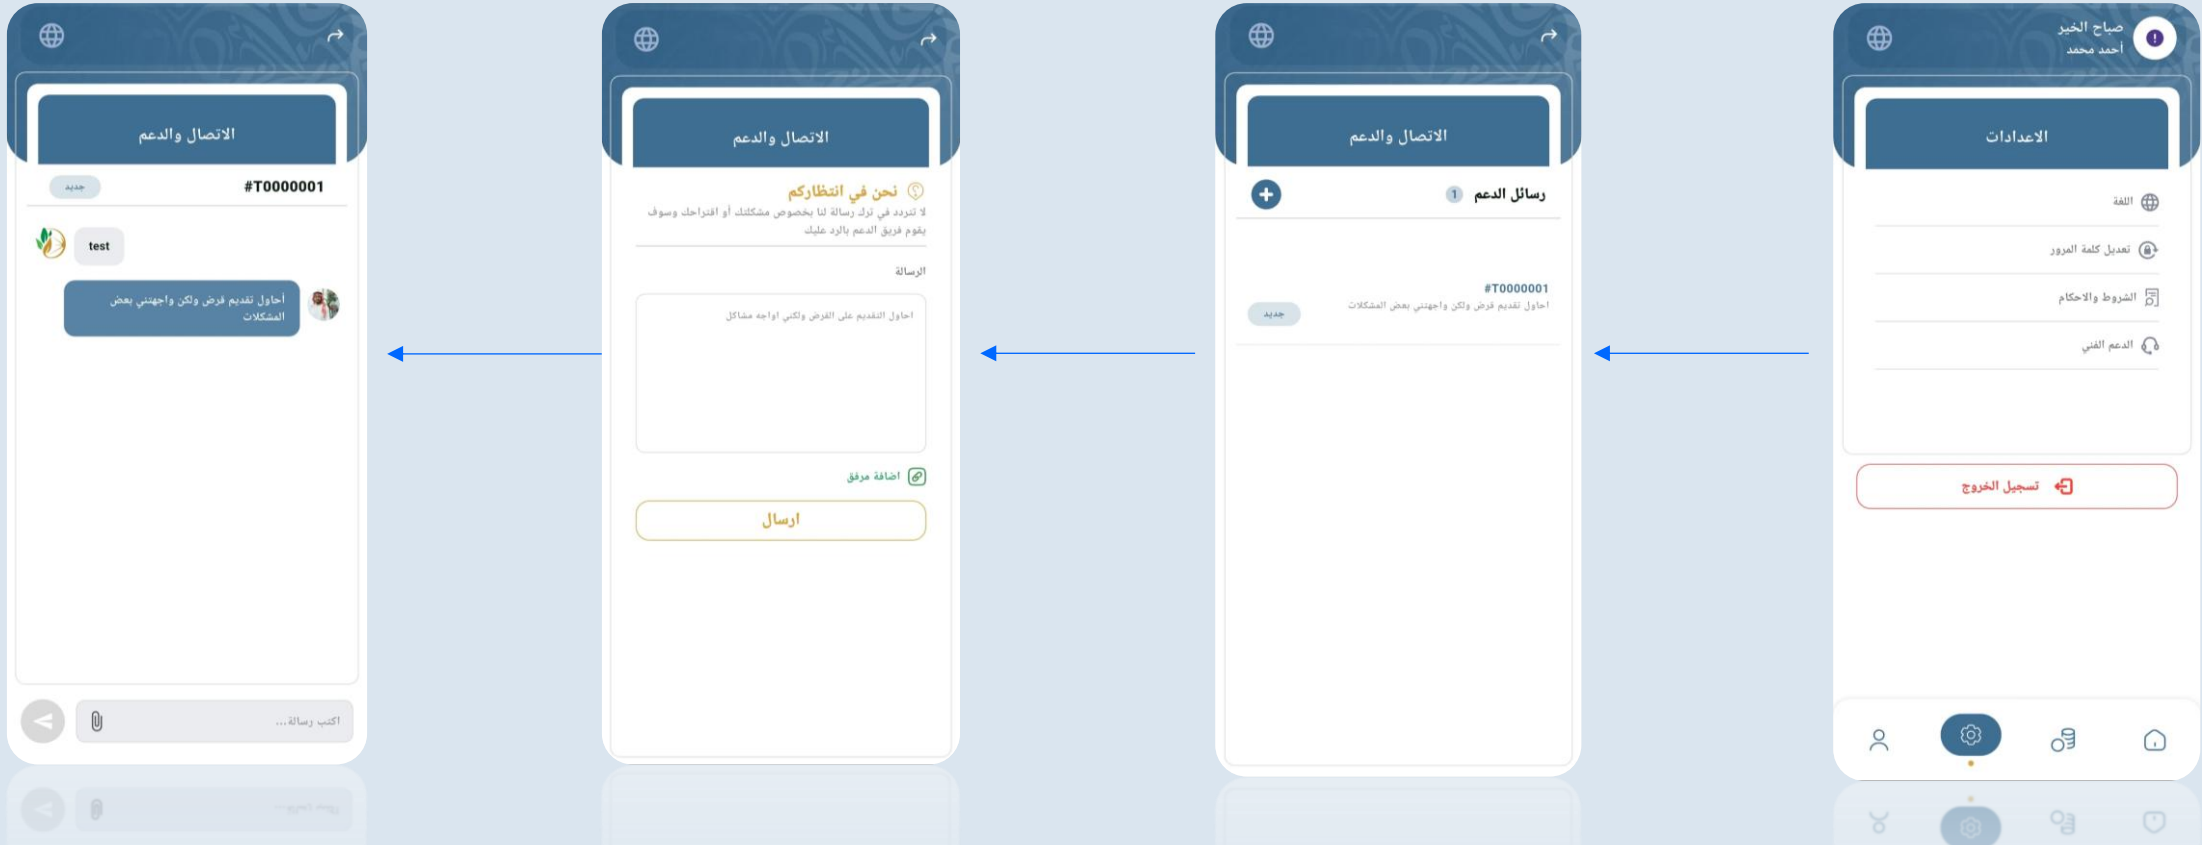 صباح الخير
أحمد محمد
الاعدادات
اللغة
تعديل كلمة المرور
الشروط والاحكام
الدعم الفني
تسجيل الخروج
الاتصال والدعم
رسائل الدعم 1
#T0000001
احاول تقديم قرض ولكن واجهتني بعض المشكلات
جديد
الاتصال والدعم
نحن في انتظاركم
لا تتردد في ترك رسالة لنا بخصوص مشكلتك أو اقتراحك وسوف
يقوم فريق الدعم بالرد عليك
الرسالة
احاول التقديم على القرض ولكني اواجه مشاكل
اضافة مرفق
ارسال
الاتصال والدعم
#T0000001 جديد
test
أحاول تقديم قرض ولكن واجهتني بعض
المشكلات
اكتب رسالة...